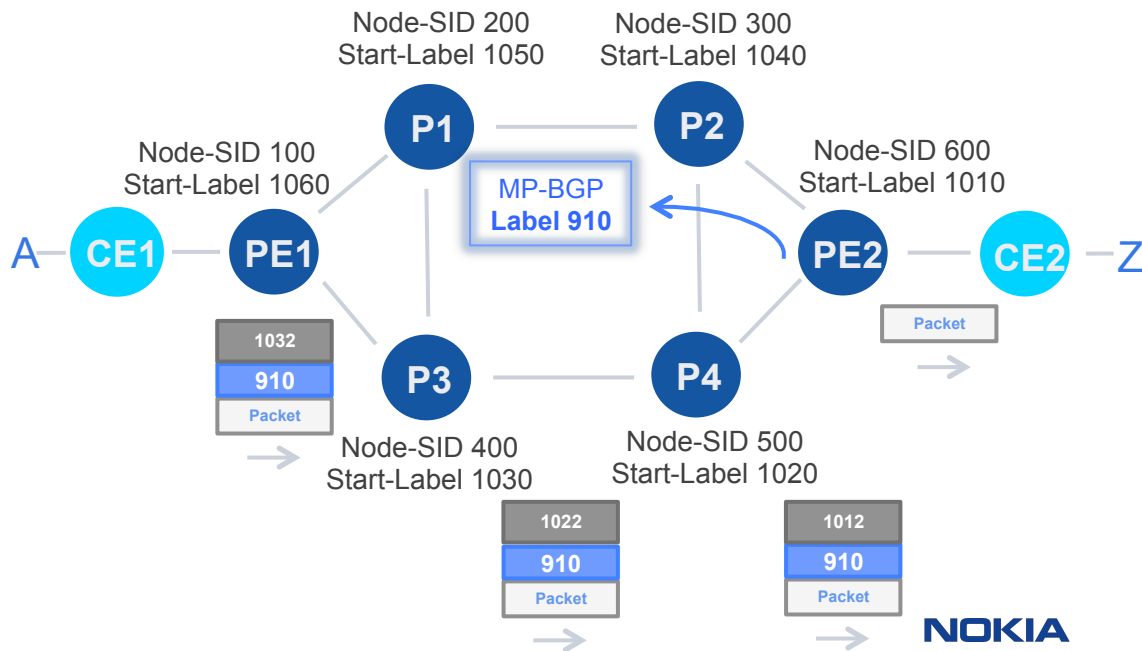 Node-SID 200
Start-Label 1050
Node-SID 300
Start-Label 1040
P1
P2
Node-SID 100
Start-Label 1060
Node-SID 600
Start-Label 1010
MP-BGP
Label 910
A
CE1
PE1
PE2
CE2
Z
1032
910
Packet
Packet
P3
P4
Node-SID 400
Start-Label 1030
Node-SID 500
Start-Label 1020
1022
910
Packet
1012
910
Packet
NOKIA